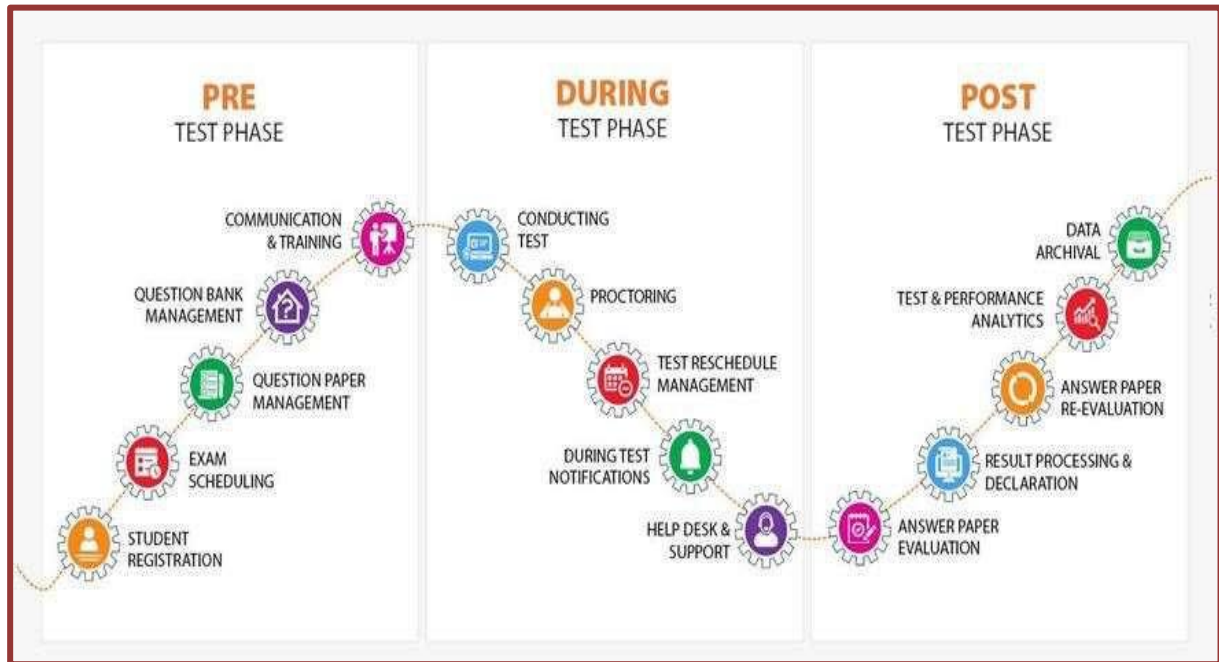 PRE
TEST PHASE
COMMUNICATION
& TRAINING
QUESTION BANK
MANAGEMENT
QUESTION PAPER
MANAGEMENT
EXAM
SCHEDULING
STUDENT
REGISTRATION
DURING
TEST PHASE
CONDUCTING
TEST
PROCTORING
TEST RESCHEDULE
MANAGEMENT
DURING TEST
NOTIFICATIONS
HELP DESK &
SUPPORT
POST
TEST PHASE
DATA
ARCHIVAL
TEST & PERFORMANCE
ANALYTICS
ANSWER PAPER
RE-EVALUATION
RESULT PROCESSING &
DECLARATION
ANSWER PAPER
EVALUATION